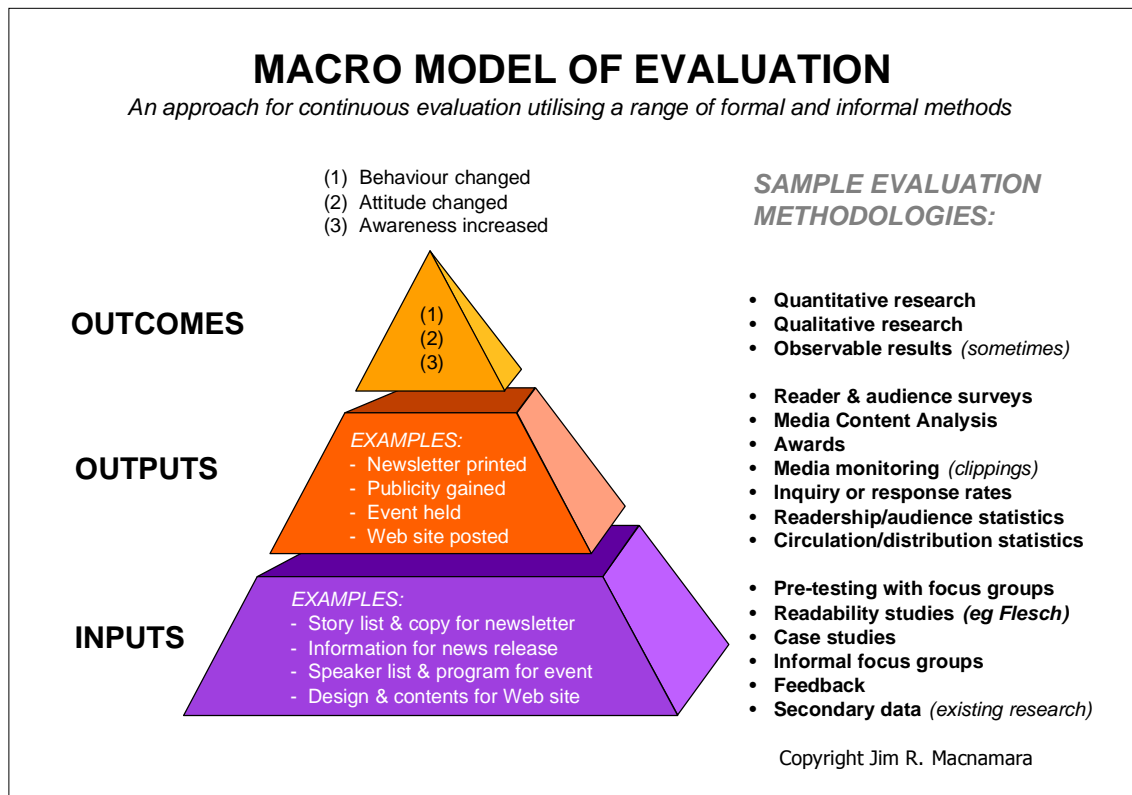 MACRO MODEL OF EVALUATION
An approach for continuous evaluation utilising a range of formal and informal methods
(1) Behaviour changed
(2) Attitude changed
(3) Awareness increased
SAMPLE EVALUATION
METHODOLOGIES:
OUTCOMES
(1)
(2)
(3)
• Quantitative research
• Qualitative research
• Observable results (sometimes)
OUTPUTS
EXAMPLES:
- Newsletter printed
- Publicity gained
- Event held
- Web site posted
• Reader & audience surveys
• Media Content Analysis
• Awards
• Media monitoring (clippings)
• Inquiry or response rates
• Readership/audience statistics
• Circulation/distribution statistics
INPUTS
EXAMPLES:
- Story list & copy for newsletter
- Information for news release
- Speaker list & program for event
- Design & contents for Web site
• Pre-testing with focus groups
• Readability studies (eg Flesch)
• Case studies
• Informal focus groups
• Feedback
• Secondary data (existing research)
Copyright Jim R. Macnamara